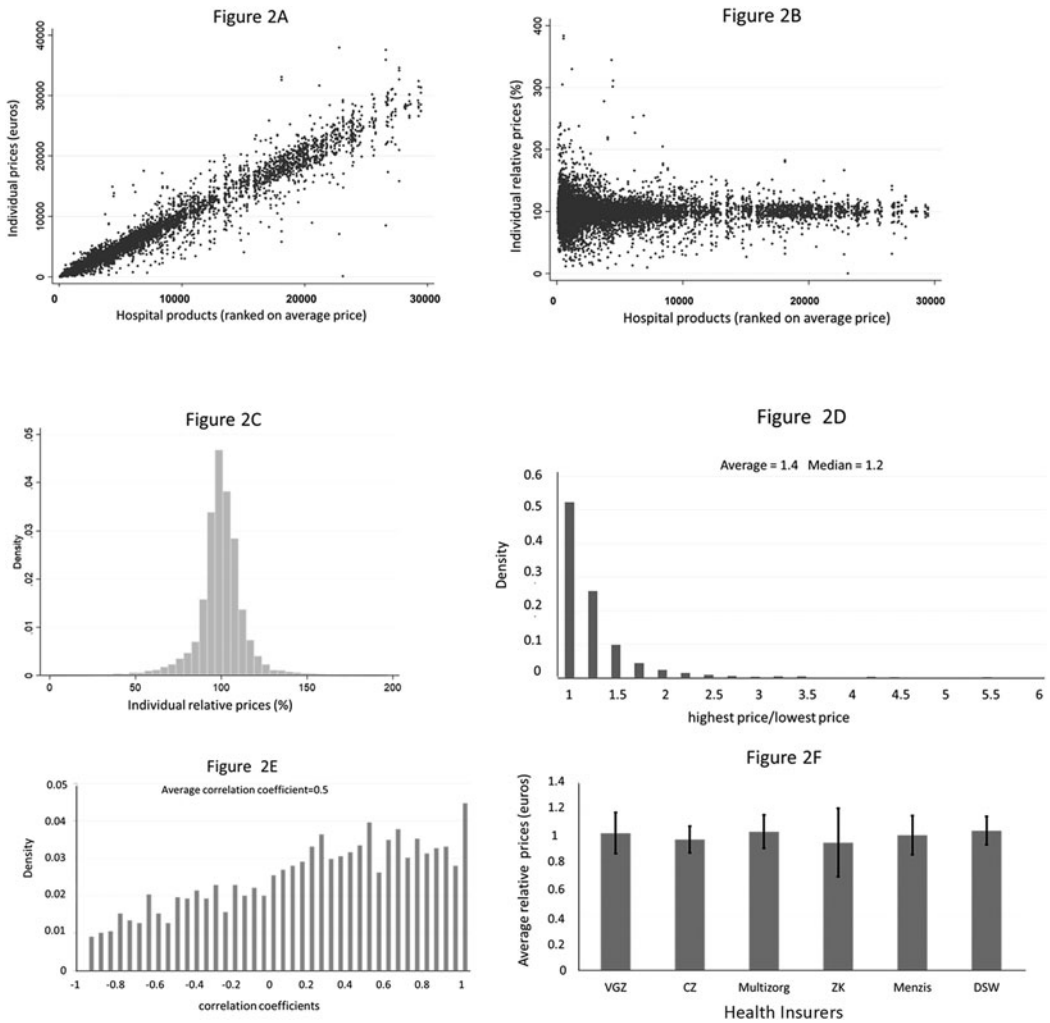 Figure 2A
Individual prices (euros)
40000
30000
20000
10000
0
0 10000 20000 30000
Hospital products (ranked on average price)
Figure 2B
Individual relative prices (%)
400
300
200
100
0
0 10000 20000 30000
Hospital products (ranked on average price)
Figure 2C
Density
.05
.04
.03
.02
.01
0
0 50 100 150 200
Individual relative prices (%)
Figure 2D
Average = 1.4 Median = 1.2
Density
0.6
0.5
0.4
0.3
0.2
0.1
0
1 1.5 2 2.5 3 3.5 4 4.5 5 5.5 6
highest price/lowest price
Figure 2E
Average correlation coefficient=0.5
Density
0.05
0.04
0.03
0.02
0.01
0
-1 -0.8 -0.6 -0.4 -0.2 0 0.2 0.4 0.6 0.8 1
correlation coefficients
Figure 2F
Average relative prices (euros)
1.4
1.2
1
0.8
0.6
0.4
0.2
0
VGZ CZ Multizorg ZK Menzis DSW
Health Insurers